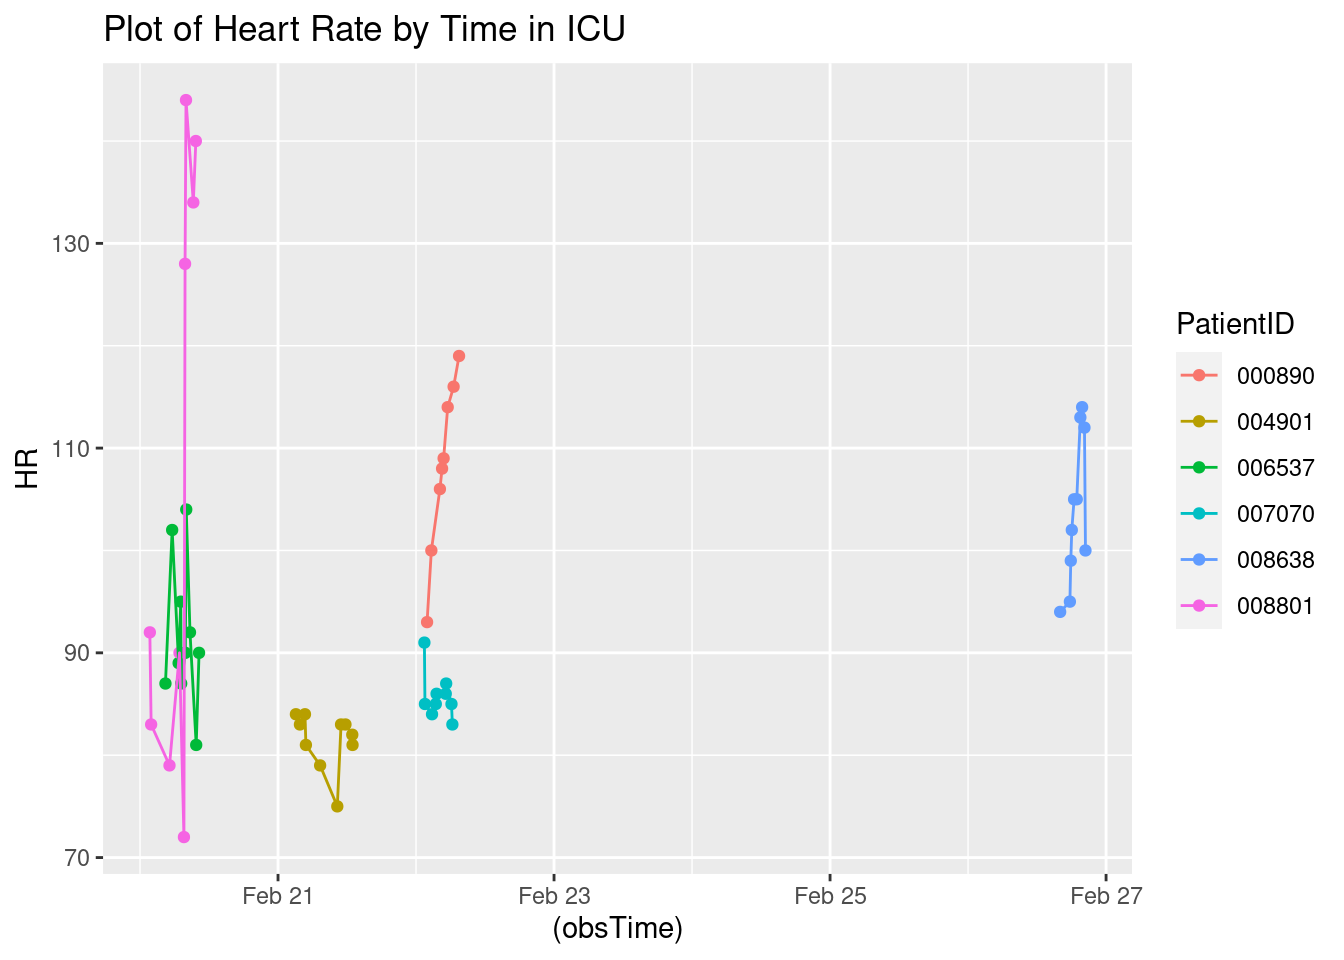 Plot of Heart Rate by Time in ICU
HR
130
110
90
70
Feb 21
Feb 23
Feb 25
Feb 27
(obsTime)
PatientID
000890
004901
006537
007070
008638
008801